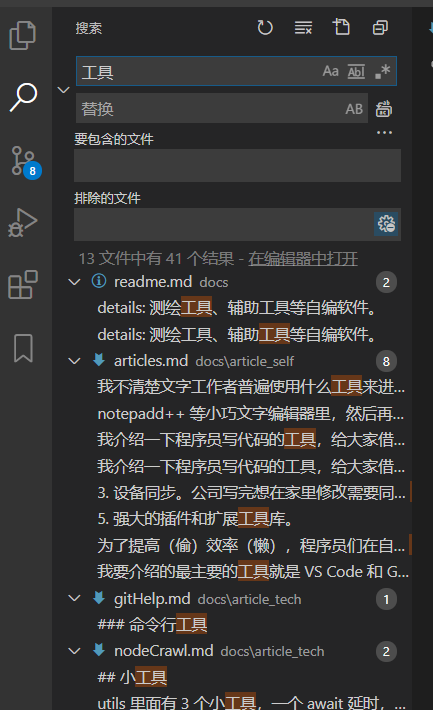 搜索
工具 Aa Abl .*
替换 AB
要包含的文件
排除的文件
8
13 文件中有 41 个结果 - 在编辑器中打开
readme.md docs 2
details: 测绘工具、辅助工具等自编软件。
details: 测绘工具、辅助工具等自编软件。
articles.md docs\article_self 8
我不清楚文字工作者普遍使用什么工具来进...
notepadd++ 等小巧文字编辑器里，然后再...
我介绍一下程序员写代码的工具，给大家借...
我介绍一下程序员写代码的工具，给大家借...
3. 设备同步。公司写完想在家里修改需要同...
5. 强大的插件和扩展工具库。
为了提高（偷）效率（懒），程序员们在自...
我要介绍的最主要的工具就是 VS Code 和 G...
gitHelp.md docs\article_tech 1
### 命令行工具
nodeCrawl.md docs\article_tech 2
## 小工具
utils 里面有 3 个小工具，一个 await 延时，...